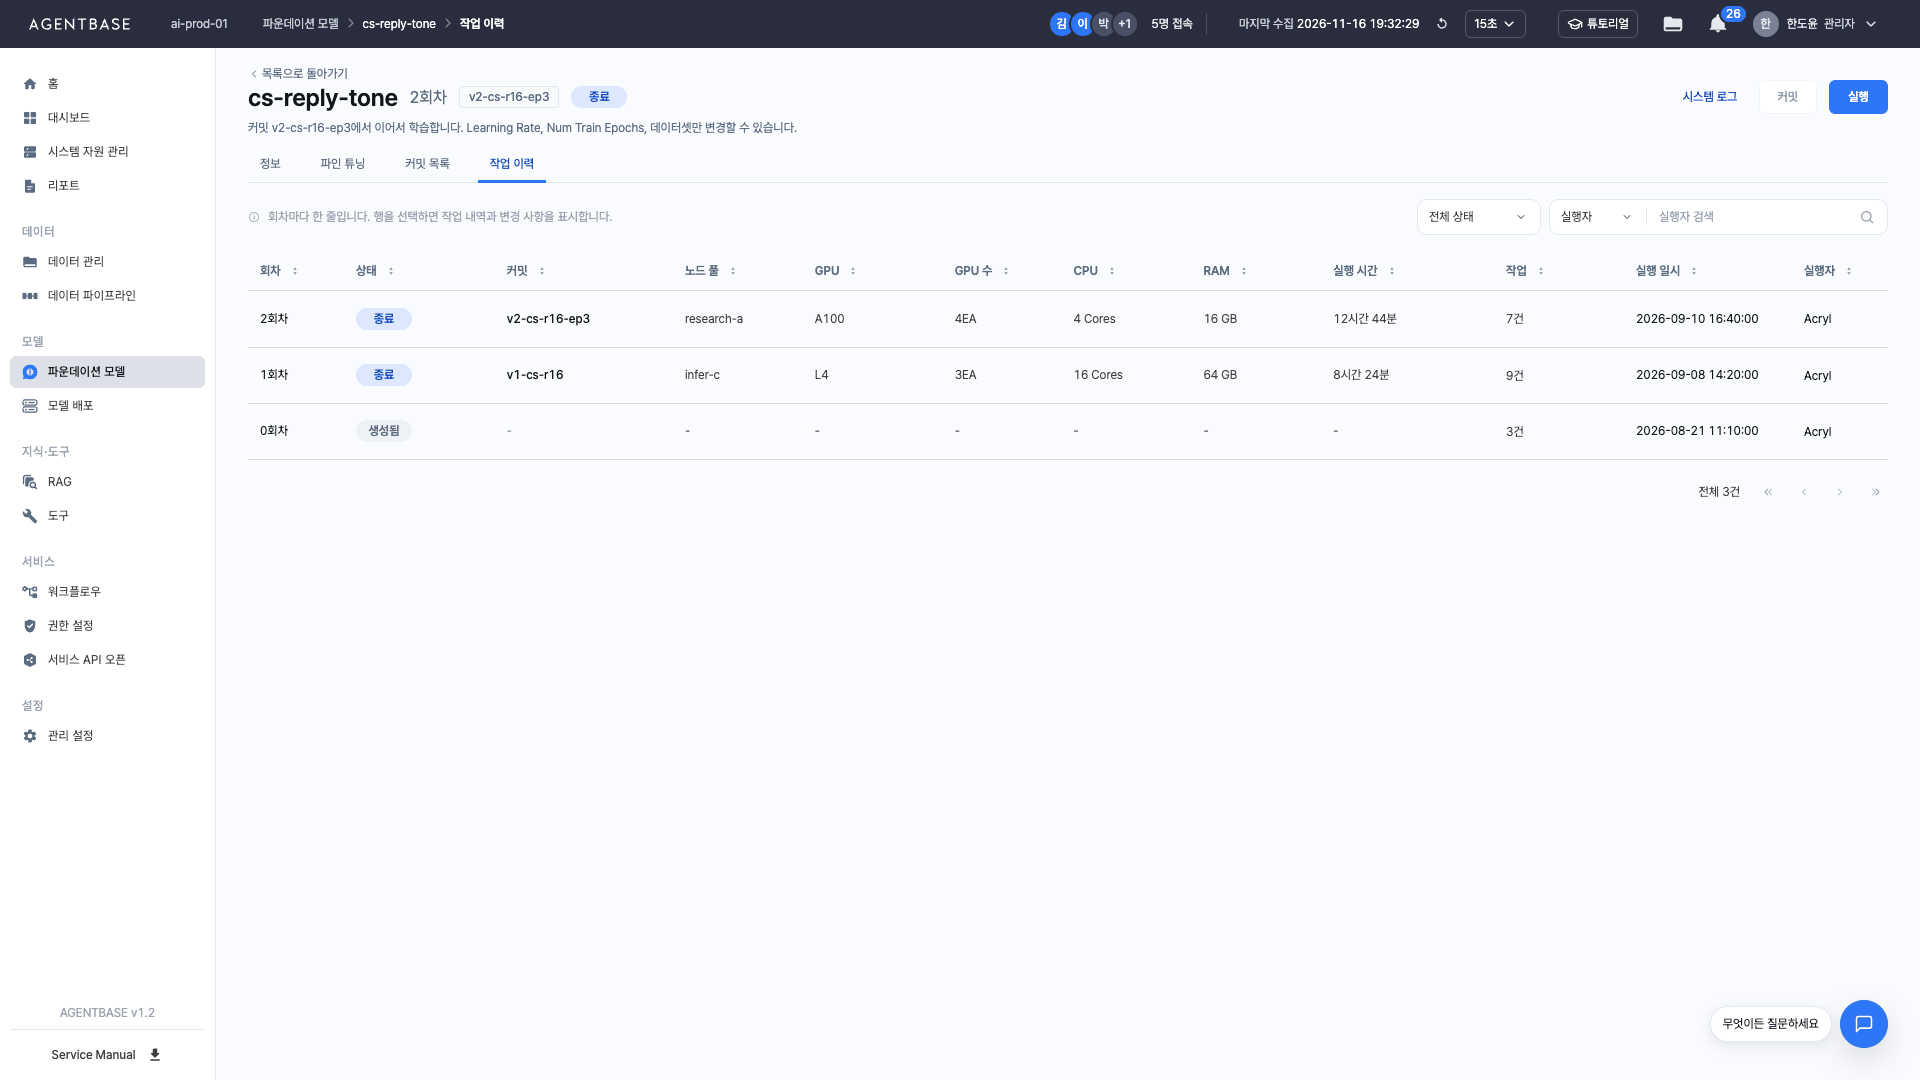 AGENTBASE
ai-prod-01
파운데이션 모델 > cs-reply-tone > 작업 이력
김 이 박 +1 5명 접속
마지막 수집 2026-11-16 19:32:29
15초
튜토리얼
26
한 한도윤 관리자
홈
대시보드
시스템 자원 관리
리포트
데이터
데이터 관리
데이터 파이프라인
모델
파운데이션 모델
모델 배포
지식·도구
RAG
도구
서비스
워크플로우
권한 설정
서비스 API 오픈
설정
관리 설정
AGENTBASE v1.2
Service Manual
목록으로 돌아가기
cs-reply-tone 2회차 v2-cs-r16-ep3 종료
시스템 로그 커밋 실행
커밋 v2-cs-r16-ep3에서 이어서 학습합니다. Learning Rate, Num Train Epochs, 데이터셋만 변경할 수 있습니다.
정보 파인 튜닝 커밋 목록 작업 이력
회차마다 한 줄입니다. 행을 선택하면 작업 내역과 변경 사항을 표시합니다.
전체 상태 실행자 실행자 검색
회차 상태 커밋 노드 풀 GPU GPU 수 CPU RAM 실행 시간 작업 실행 일시 실행자
2회차 종료 v2-cs-r16-ep3 research-a A100 4EA 4 Cores 16 GB 12시간 44분 7건 2026-09-10 16:40:00 Acryl
1회차 종료 v1-cs-r16 infer-c L4 3EA 16 Cores 64 GB 8시간 24분 9건 2026-09-08 14:20:00 Acryl
0회차 생성됨 - - - - - - - 3건 2026-08-21 11:10:00 Acryl
전체 3건
무엇이든 질문하세요